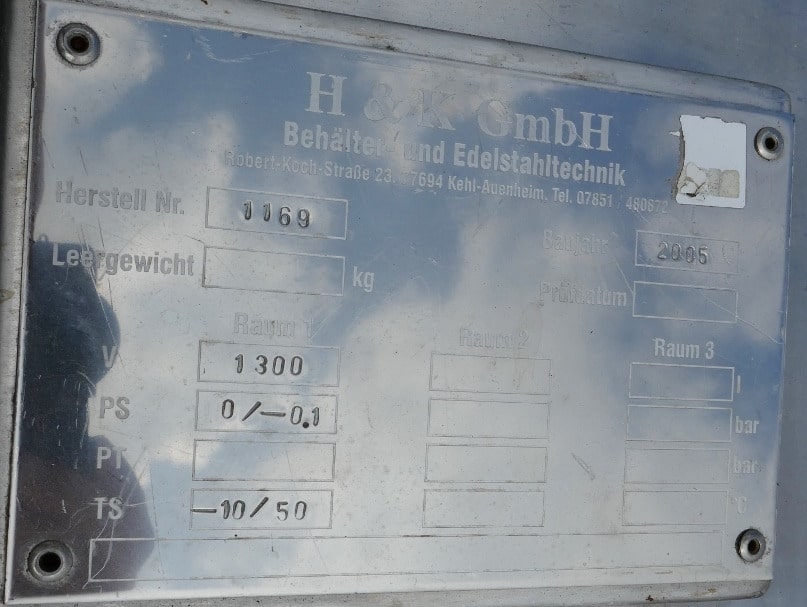 H & K GmbH
Behälter- und Edelstahltechnik
Robert-Koch-Straße 23, 77694 Kehl-Auenheim, Tel. 07851 / 480872
Herstell Nr. 1169
Baujahr 2005
Leergewicht kg
Prüfdatum
Raum 1 Raum 2 Raum 3
V 1300 l
PS 0/-0.1 bar
PT bar
TS -10/50 °C